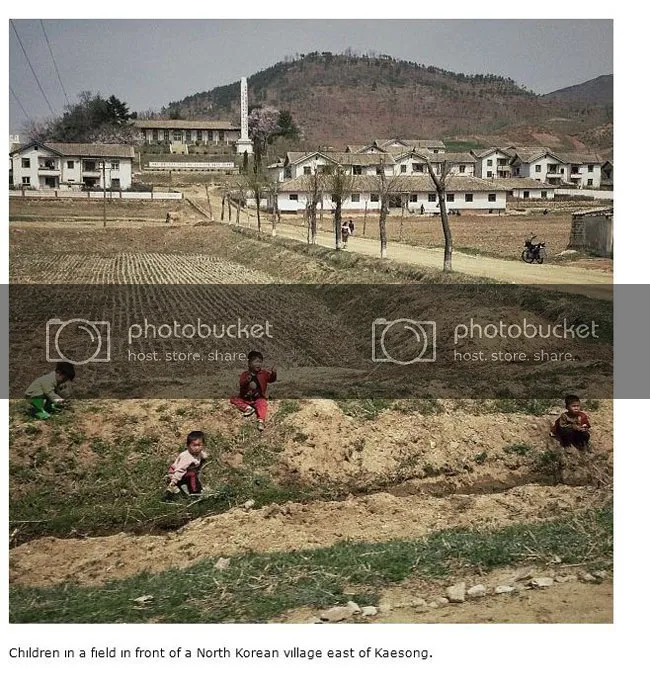 photobucket
host. store. share.
photobucket
host. store. share.
Children in a field in front of a North Korean village east of Kaesong.